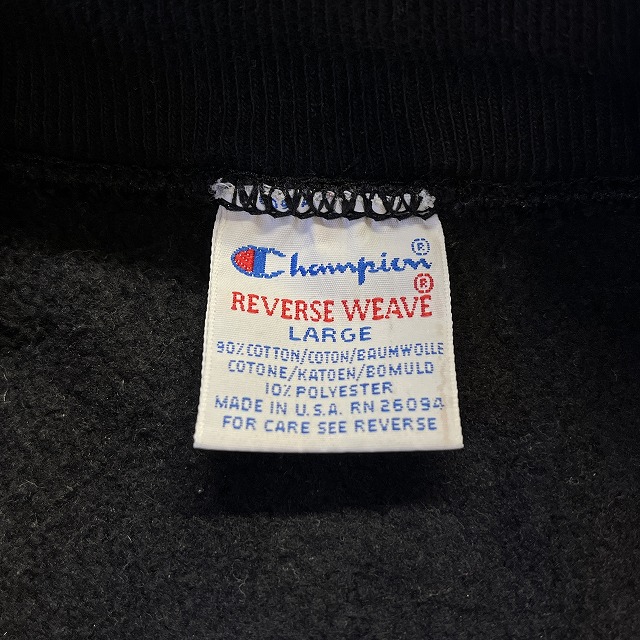 Champion®
REVERSE WEAVE®
LARGE
90% COTTON/COTON/BAUMWOLLE
COTONE/KATOEN/BOMULD
10% POLYESTER
MADE IN U.S.A. RN 26094
FOR CARE SEE REVERSE